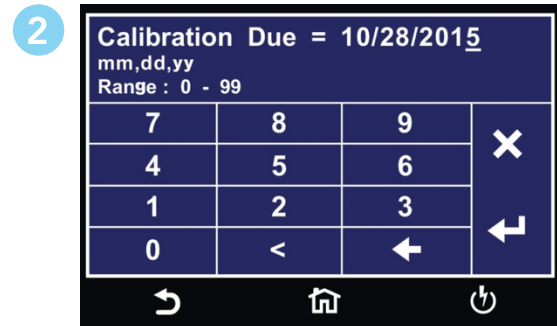 2
Calibration Due = 10/28/2015
mm,dd,yy
Range : 0 - 99
7 8 9
4 5 6
1 2 3
0 <